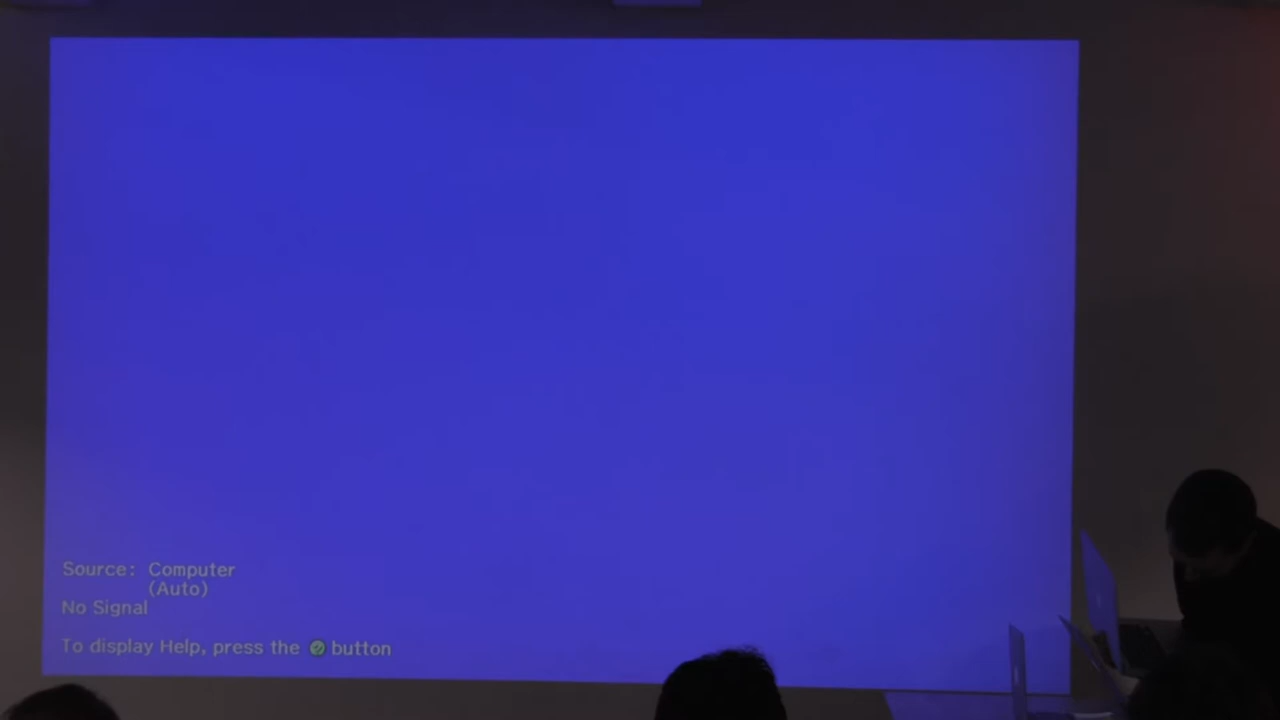 Source: Computer
(Auto)
No Signal
To display Help, press the button